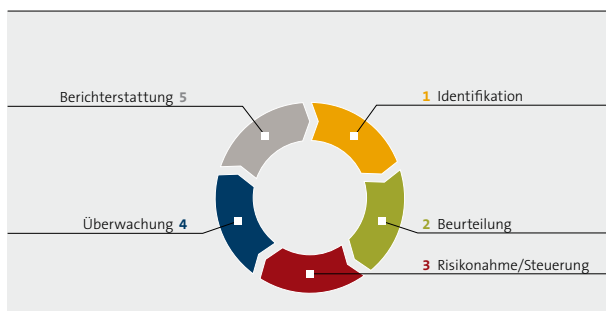 Berichterstattung 5
1 Identifikation
Überwachung 4
2 Beurteilung
3 Risikonahme/Steuerung